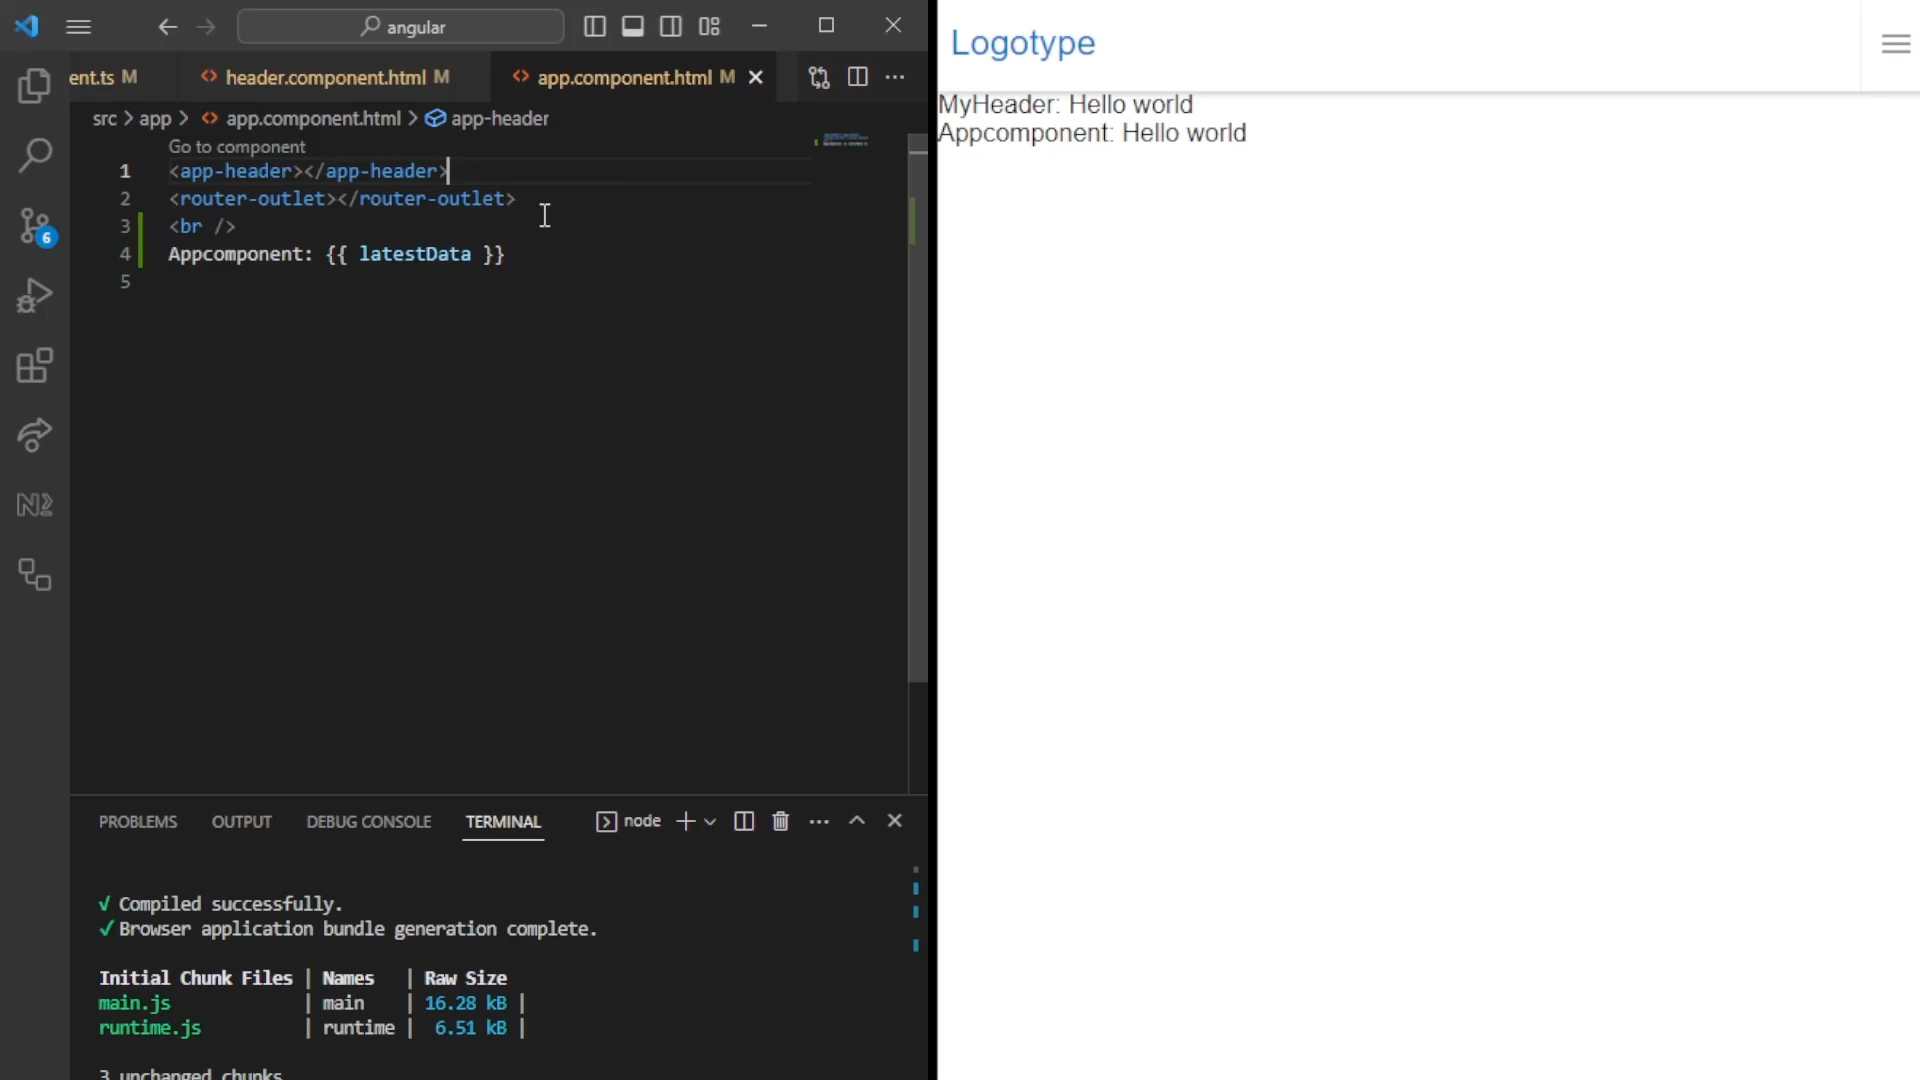 angular
ent.ts M
header.component.html M
app.component.html M
src > app > app.component.html > app-header
Go to component
1 <app-header></app-header>
2 <router-outlet></router-outlet>
3 <br />
4 Appcomponent: {{ latestData }}
5
6
PROBLEMS OUTPUT DEBUG CONSOLE TERMINAL node
√ Compiled successfully.
✓ Browser application bundle generation complete.
Initial Chunk Files | Names | Raw Size
main.js | main | 16.28 kB |
runtime.js | runtime | 6.51 kB |
3 unchanged chunks
Logotype
MyHeader: Hello world
Appcomponent: Hello world